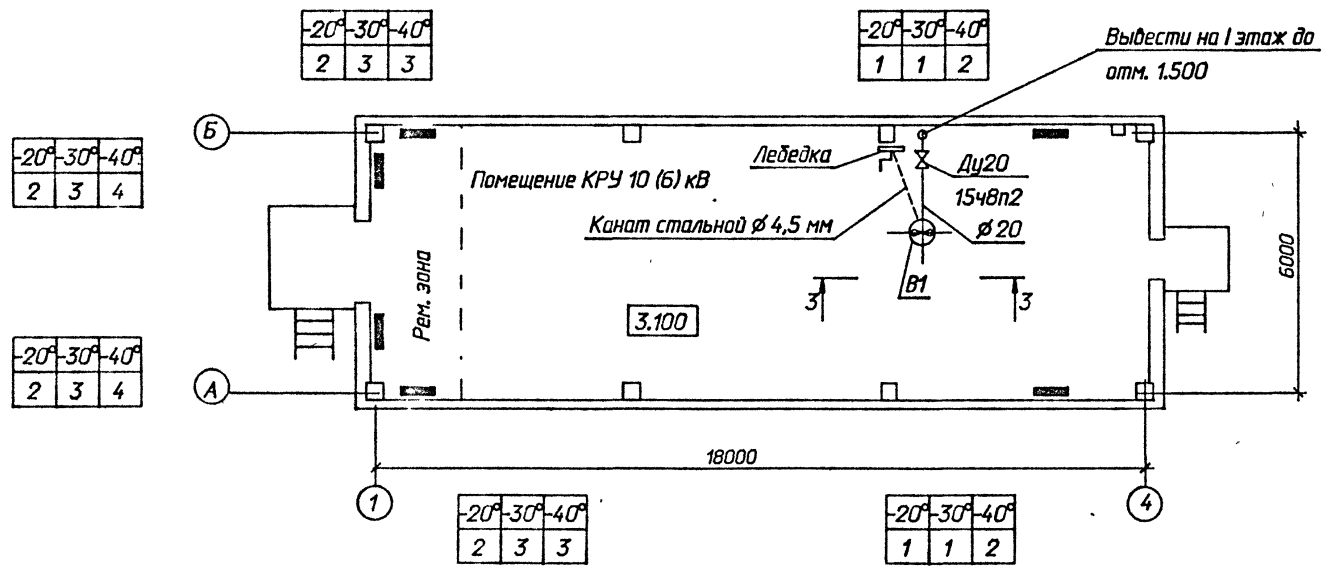 -20° -30° -40°
2 3 3
-20° -30° -40°
1 1 2
Вывести на I этаж до
отм. 1.500
Б
-20° -30° -40°
2 3 4
Лебедка
Ду20
15ч8п2
Помещение КРУ 10 (6) кВ
Канат стальной ϕ 4,5 мм
ϕ 20
В1
6000
Рем. зона
3
3
3.100
-20° -30° -40°
2 3 4
А
18000
1
4
-20° -30° -40°
2 3 3
-20° -30° -40°
1 1 2